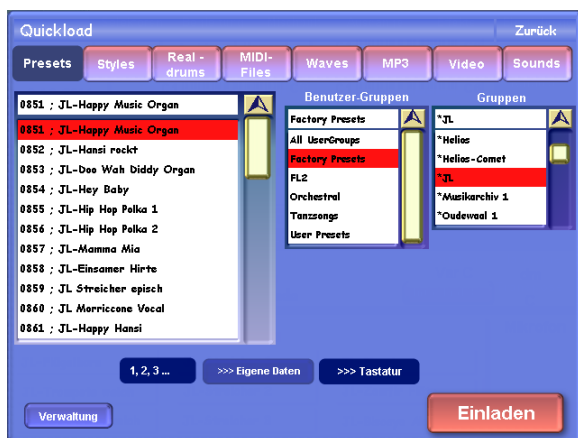 Quickload
Zurück
Presets
Styles
Real -
drums
MIDI-
Files
Waves
MP3
Video
Sounds
0851 ; JL-Happy Music Organ
0851 ; JL-Happy Music Organ
0852 ; JL-Hansi rockt
0853 ; JL-Doo Wah Diddy Organ
0854 ; JL-Hey Baby
0855 ; JL-Hip Hop Polka 1
0856 ; JL-Hip Hop Polka 2
0857 ; JL-Mamma Mia
0858 ; JL-Einsamer Hirte
0859 ; JL Streicher episch
0860 ; JL Morricone Vocal
0861 ; JL-Happy Hansi
Benutzer-Gruppen
Factory Presets
All UserGroups
Factory Presets
FL2
Orchestral
Tanzsongs
User Presets
Gruppen
*JL
*Helios
*Helios-Comet
*JL
*Musikarchiv 1
*Oudewaal 1
1, 2, 3 ...
>>> Eigene Daten
>>> Tastatur
Verwaltung
Einladen